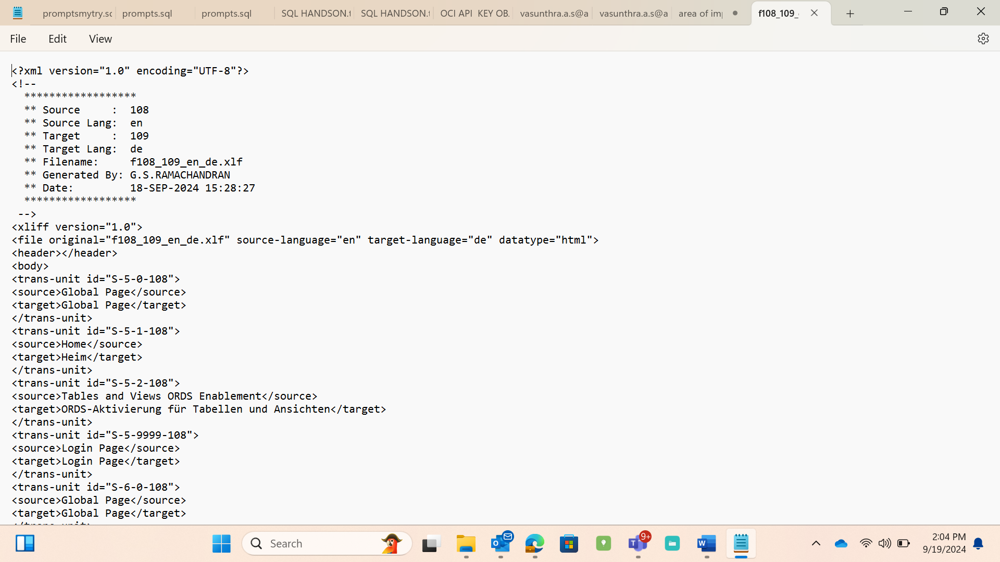 promptsmytry.sc prompts.sql prompts.sql SQL HANDSON.t SQL HANDSON.t OCI API KEY OB. vasunthra.a.s@a vasunthra.a.s@a area of imp f108_109_
File Edit View
<?xml version="1.0" encoding="UTF-8"?>
<!--
******************
** Source : 108
** Source Lang: en
** Target : 109
** Target Lang: de
** Filename: f108_109_en_de.xlf
** Generated By: G.S.RAMACHANDRAN
** Date: 18-SEP-2024 15:28:27
******************
-->
<xliff version="1.0">
<file original="f108_109_en_de.xlf" source-language="en" target-language="de" datatype="html">
<header></header>
<body>
<trans-unit id="S-5-0-108">
<source>Global Page</source>
<target>Global Page</target>
</trans-unit>
<trans-unit id="S-5-1-108">
<source>Home</source>
<target>Heim</target>
</trans-unit>
<trans-unit id="S-5-2-108">
<source>Tables and Views ORDS Enablement</source>
<target>ORDS-Aktivierung für Tabellen und Ansichten</target>
</trans-unit>
<trans-unit id="S-5-9999-108">
<source>Login Page</source>
<target>Login Page</target>
</trans-unit>
<trans-unit id="S-6-0-108">
<source>Global Page</source>
<target>Global Page</target>
</trans-unit>
Search
9+
2:04 PM
9/19/2024